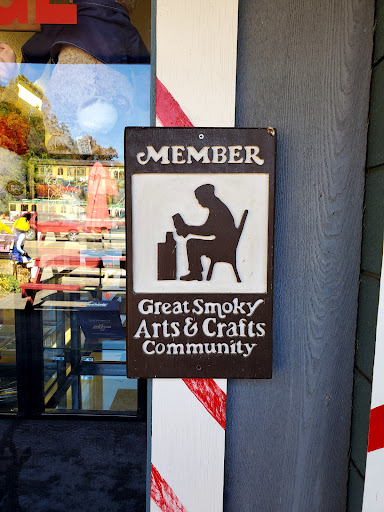 MEMBER
Great Smoky
Arts & Crafts
Community